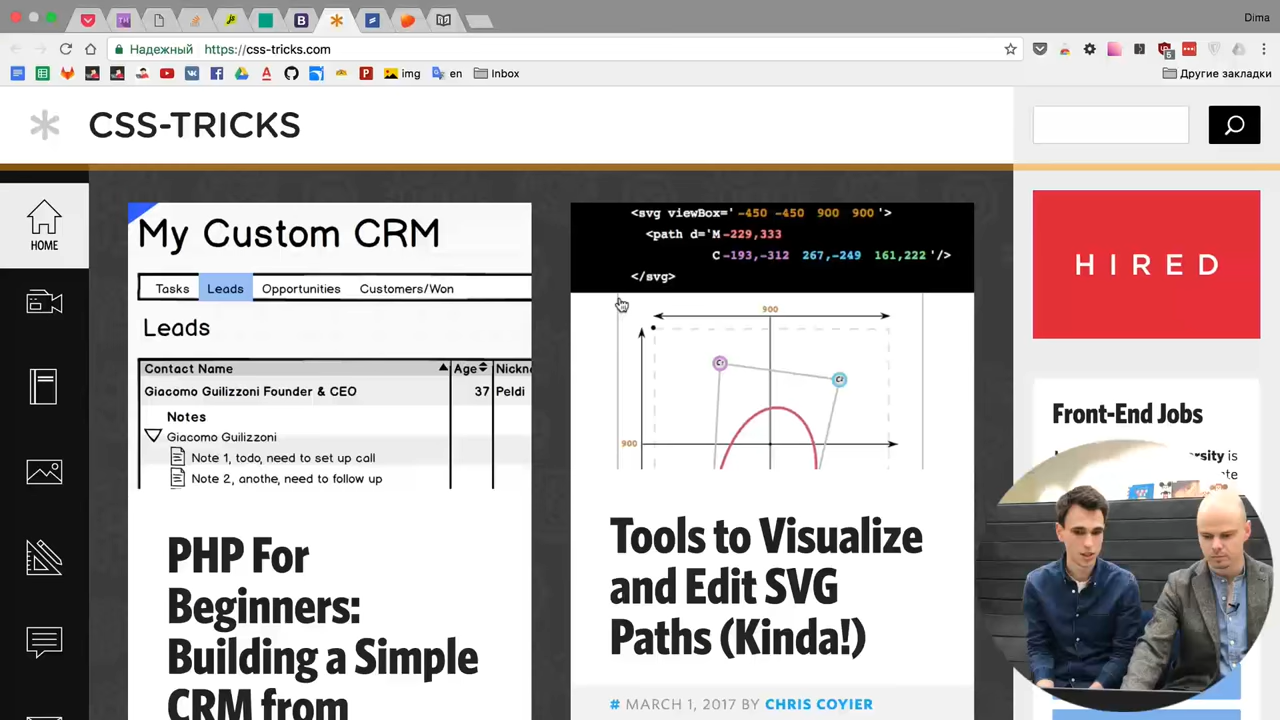 Dima
Надежный https://css-tricks.com
img
en
Inbox
Другие закладки
CSS-TRICKS
HOME
My Custom CRM
Tasks Leads Opportunities Customers/Won
Leads
Contact Name Age Nickn
Giacomo Guilizzoni Founder & CEO 37 Peldi
Notes
Giacomo Guilizzoni
Note 1, todo, need to set up call
Note 2, anothe, need to follow up
PHP For
Beginners:
Building a Simple
CRM from
<svg viewBox='-450 -450 900 900'>
<path d='M-229,333
C-193,-312 267,-249 161,222'/>
</svg>
900
900
Tools to Visualize
and Edit SVG
Paths (Kinda!)
# MARCH 1, 2017 BY CHRIS COYIER
HIRED
Front-End Jobs
is